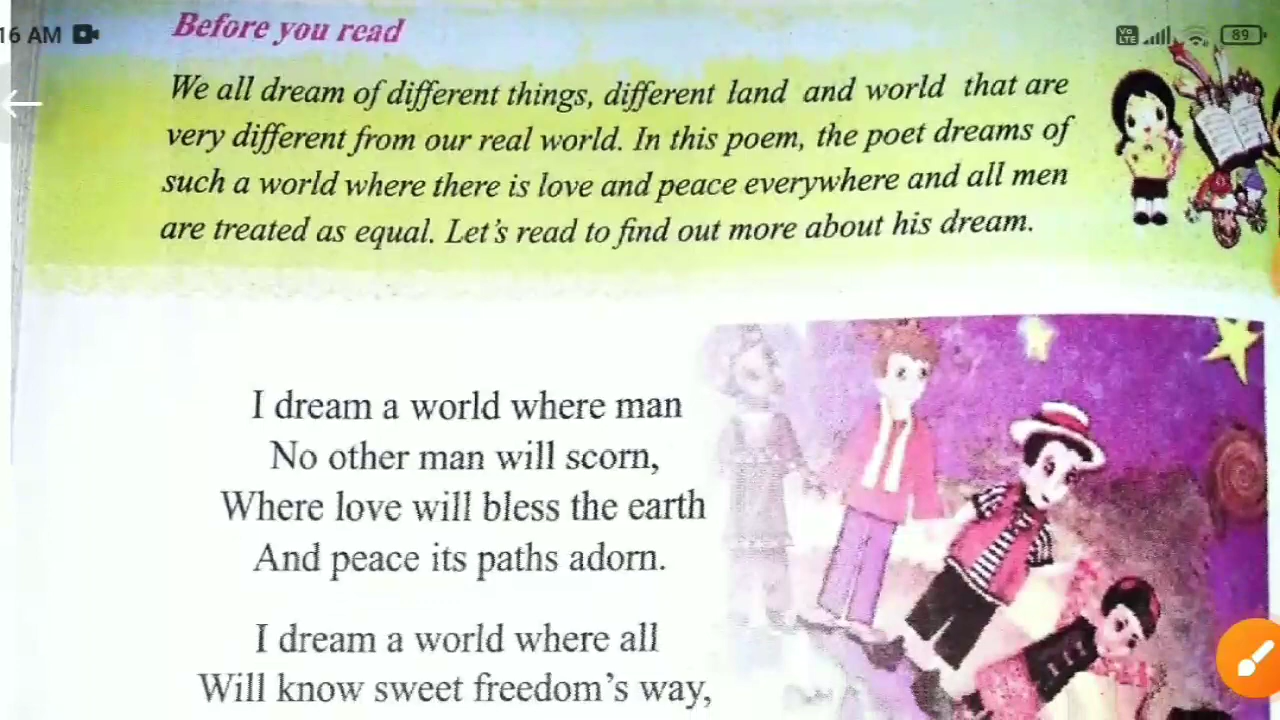 16 AM
Vo LTE
89
Before you read
We all dream of different things, different land and world that are
very different from our real world. In this poem, the poet dreams of
such a world where there is love and peace everywhere and all men
are treated as equal. Let's read to find out more about his dream.
I dream a world where man
No other man will scorn,
Where love will bless the earth
And peace its paths adorn.
I dream a world where all
Will know sweet freedom's way,